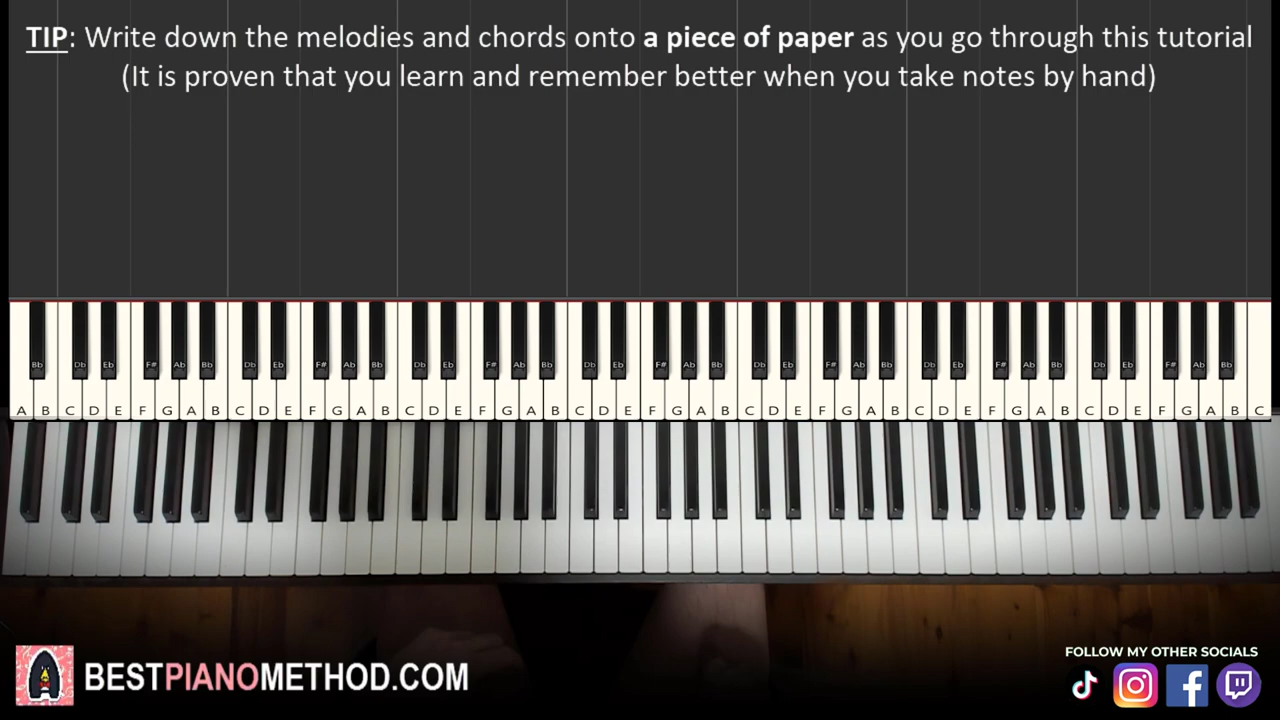 TIP: Write down the melodies and chords onto a piece of paper as you go through this tutorial
(It is proven that you learn and remember better when you take notes by hand)
Bb Db Eb F# Ab Bb Db Eb F# Ab Bb Db Eb F# Ab Bb Db Eb F# Ab Bb Db Eb F# Ab Bb Db Eb F# Ab Bb Db Eb F# Ab Bb
A B C D E F G A B C D E F G A B C D E F G A B C D E F G A B C D E F G A B C D E F G A B C D E F G A B C
BESTPIANOMETHOD.COM
FOLLOW MY OTHER SOCIALS